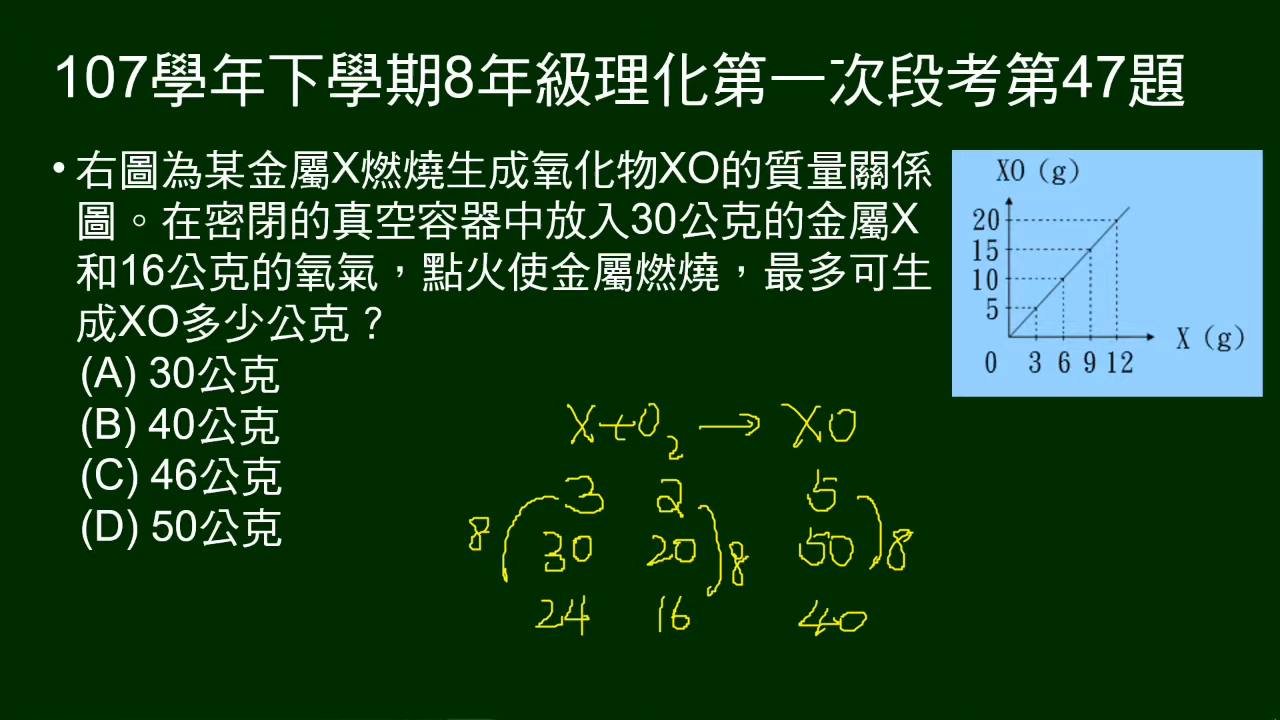 107學年下學期8年級理化第一次段考第47題
•右圖為某金屬X燃燒生成氧化物XO的質量關係
圖。在密閉的真空容器中放入30公克的金屬X
和16公克的氧氣，點火使金屬燃燒，最多可生
成XO多少公克？
(A) 30公克
(B) 40公克
(C) 46公克
(D) 50公克
XO (g)
20
15
10
5
0 3 6 9 12
X (g)
X+O₂ → XO
3 2 5
8 30 20 8 50 8
24 16 40